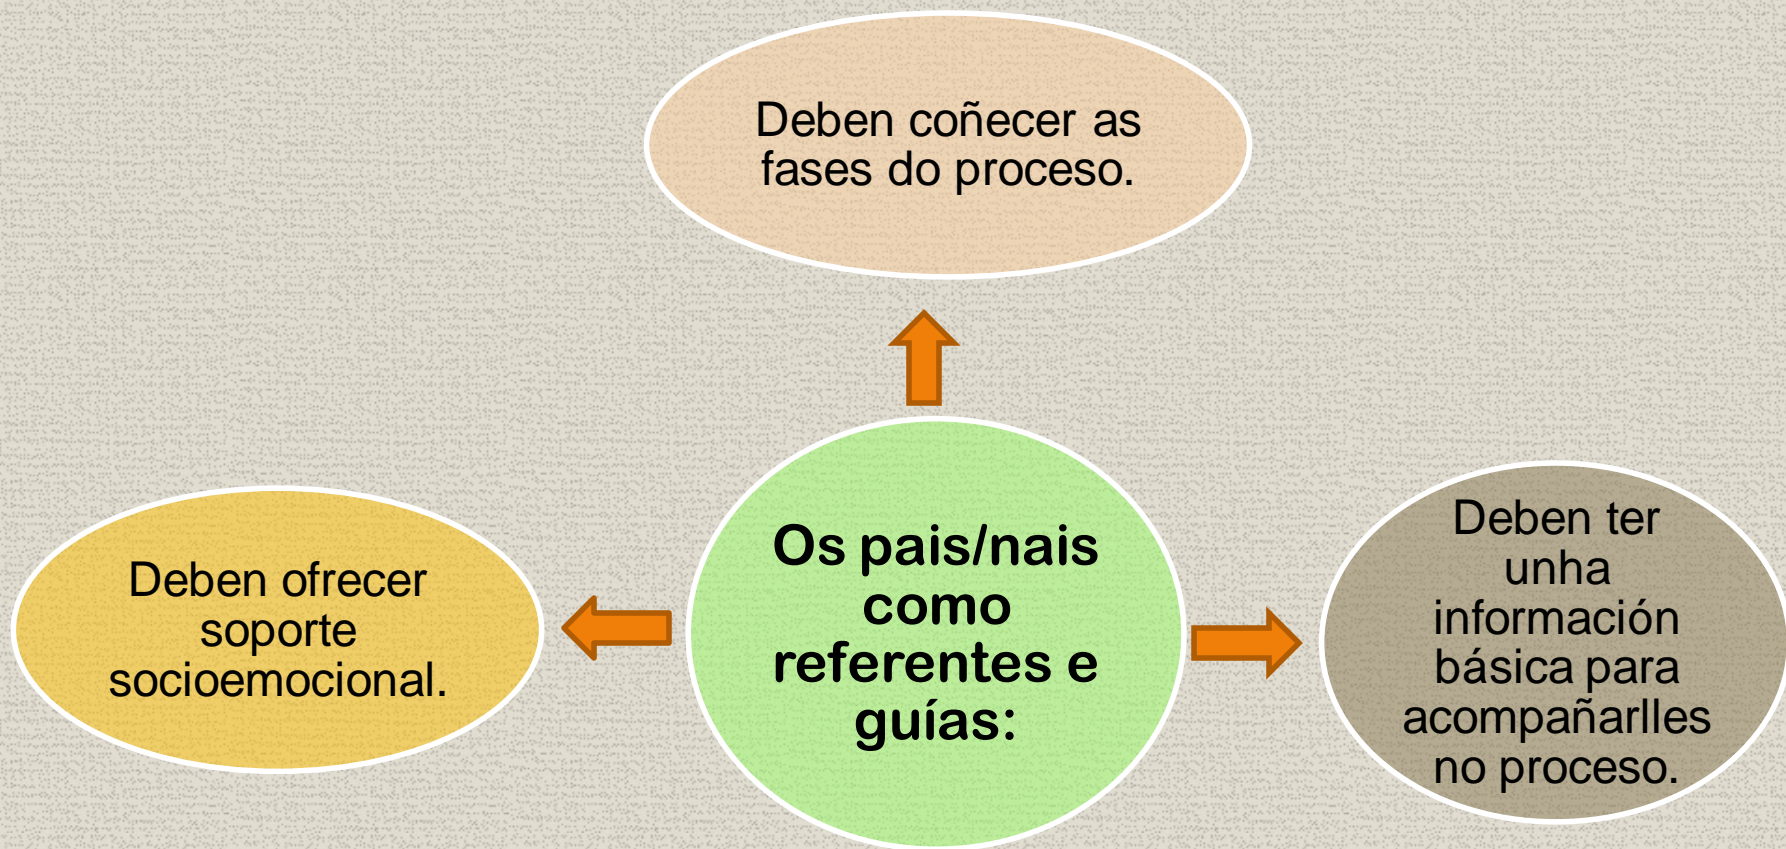 Deben coñecer as
fases do proceso.
Os pais/nais
como
referentes e
guías:
Deben ofrecer
soporte
socioemocional.
Deben ter
unha
información
básica para
acompañarlles
no proceso.